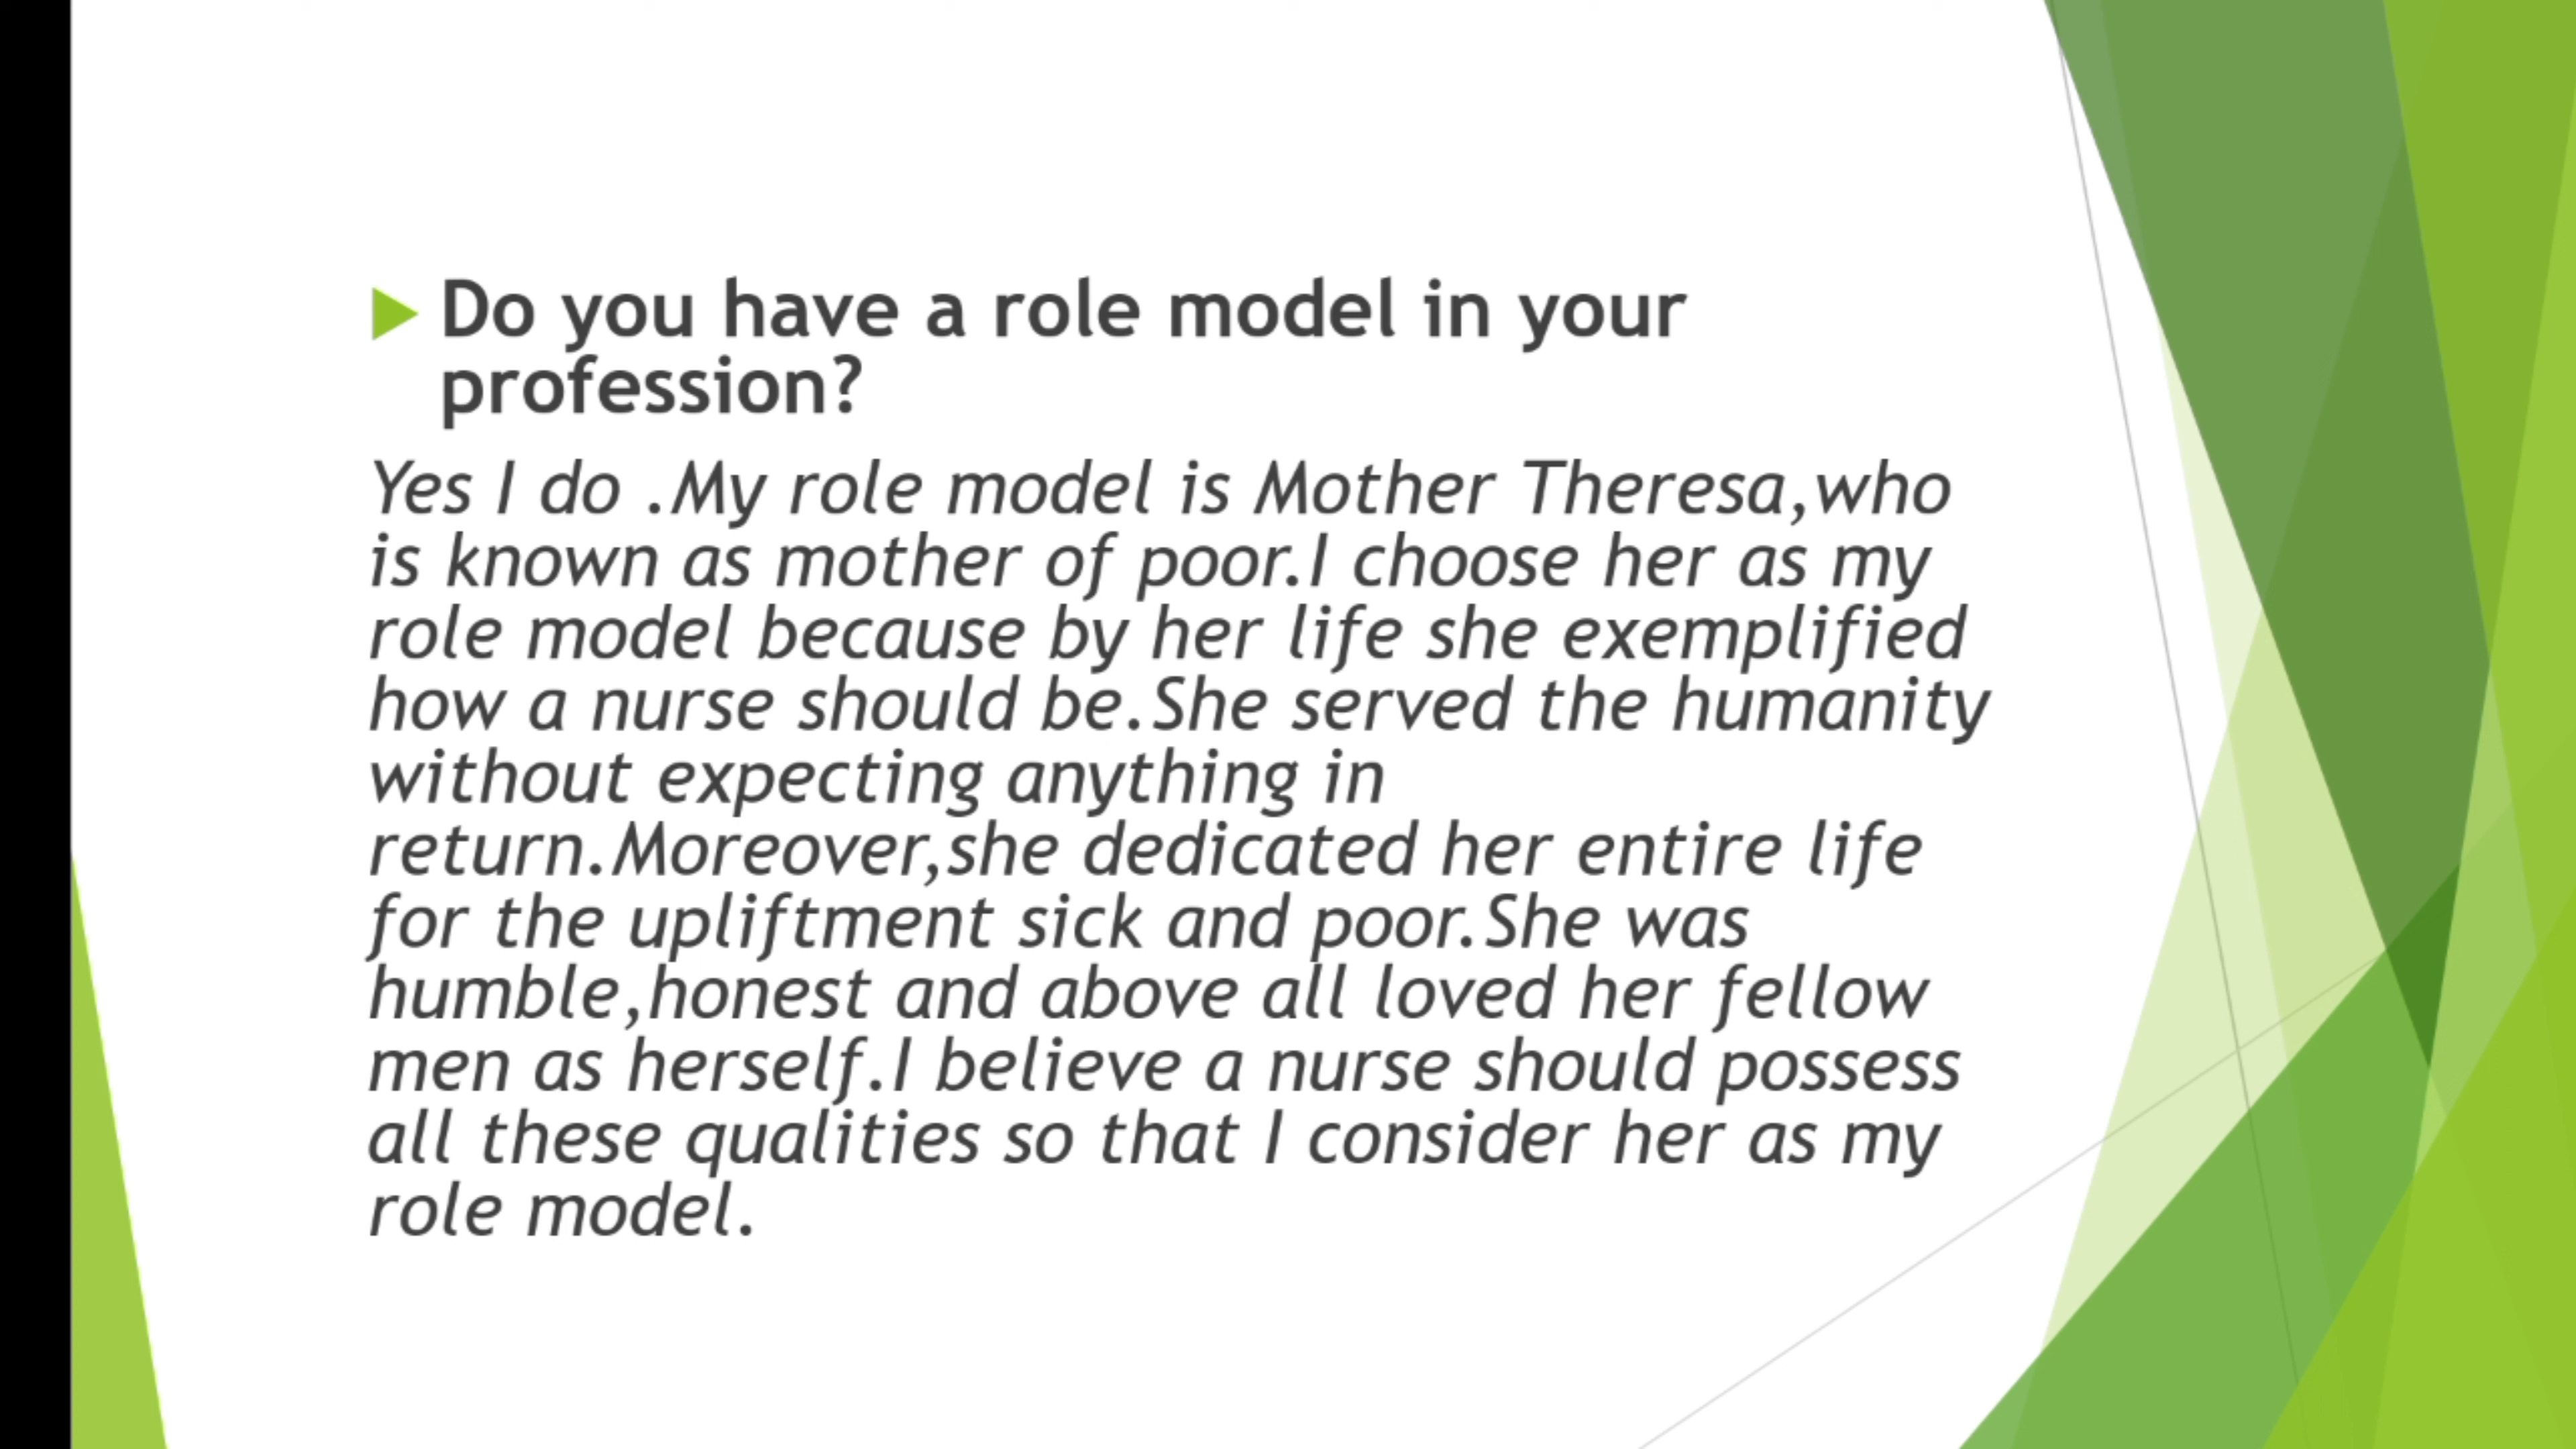 Do you have a role model in your
profession?
Yes I do .My role model is Mother Theresa,who
is known as mother of poor.I choose her as my
role model because by her life she exemplified
how a nurse should be.She served the humanity
without expecting anything in
return.Moreover,she dedicated her entire life
for the upliftment sick and poor.She was
humble,honest and above all loved her fellow
men as herself.I believe a nurse should possess
all these qualities so that I consider her as my
role model.